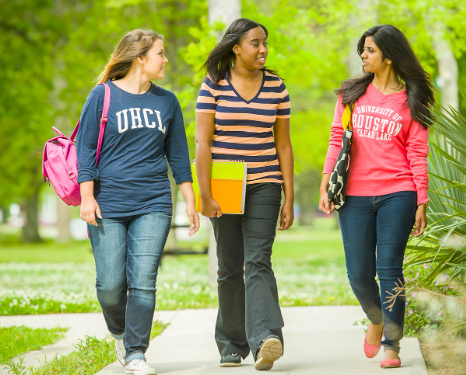 UHCL
UNIVERSITY OF
HOUSTON
CLEAR LAKE